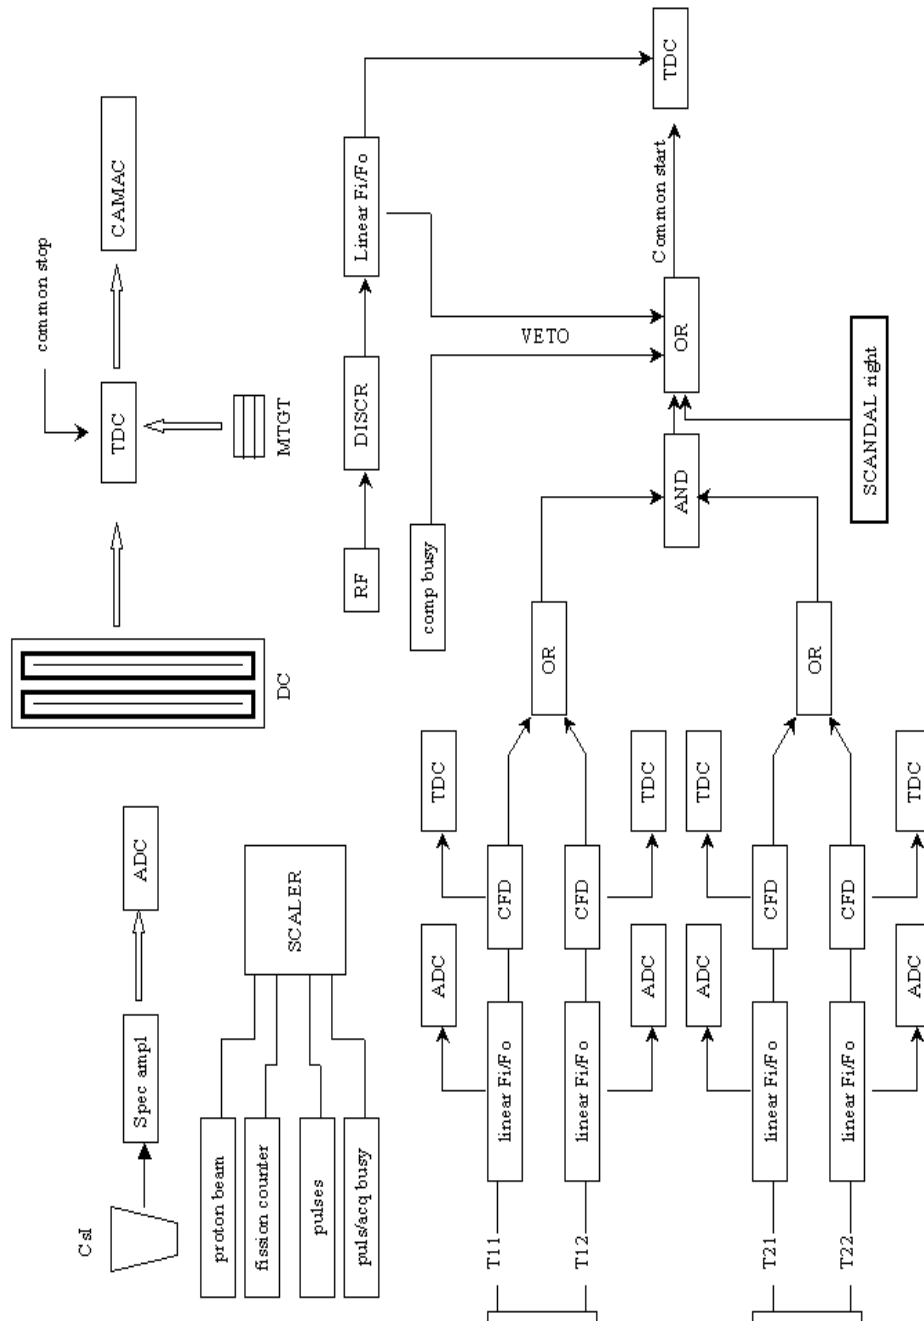 CsI
Spec ampl
ADC
proton beam
fission counter
pulses
puls/acq busy
SCALER
DC
TDC
common stop
MTGT
CAMAC
RF
DISCR
Linear Fi/Fo
TDC
comp busy
VETO
OR
Common start
AND
SCANDAL right
T11
linear Fi/Fo
ADC
CFD
TDC
OR
T12
linear Fi/Fo
ADC
CFD
TDC
T21
linear Fi/Fo
ADC
CFD
TDC
OR
T22
linear Fi/Fo
ADC
CFD
TDC